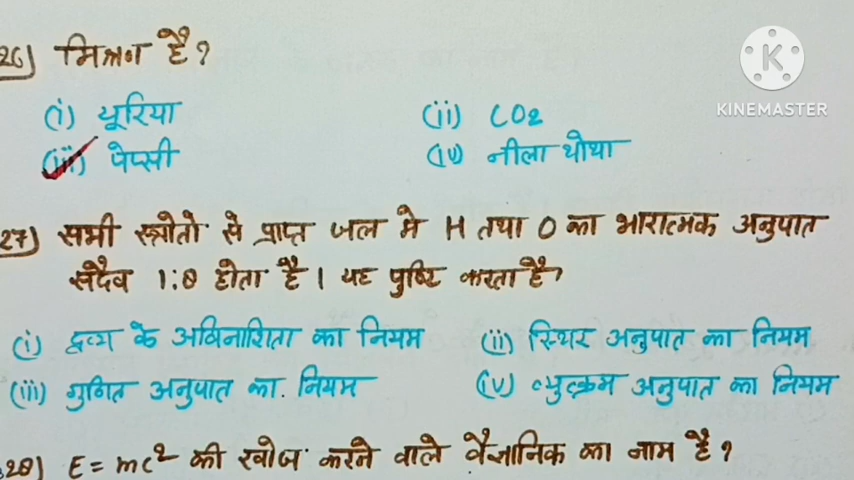 26) मिश्रण है?
(i) यूरिया (ii) CO2
(iii) पेप्सी (iv) नीला थोथा
27) सभी स्त्रोतो से प्राप्त जल मे H तथा O का भारात्मक अनुपात
सदैव 1:8 होता है। यह पुष्टि करता है?
(i) द्रव्य के अविनाशिता का नियम (ii) स्थिर अनुपात का नियम
(iii) गुणित अनुपात का. नियम (iv) व्युत्क्रम अनुपात का नियम
28) E=mc2 की खोज करने वाले वैज्ञानिक का नाम है?
KINEMASTER